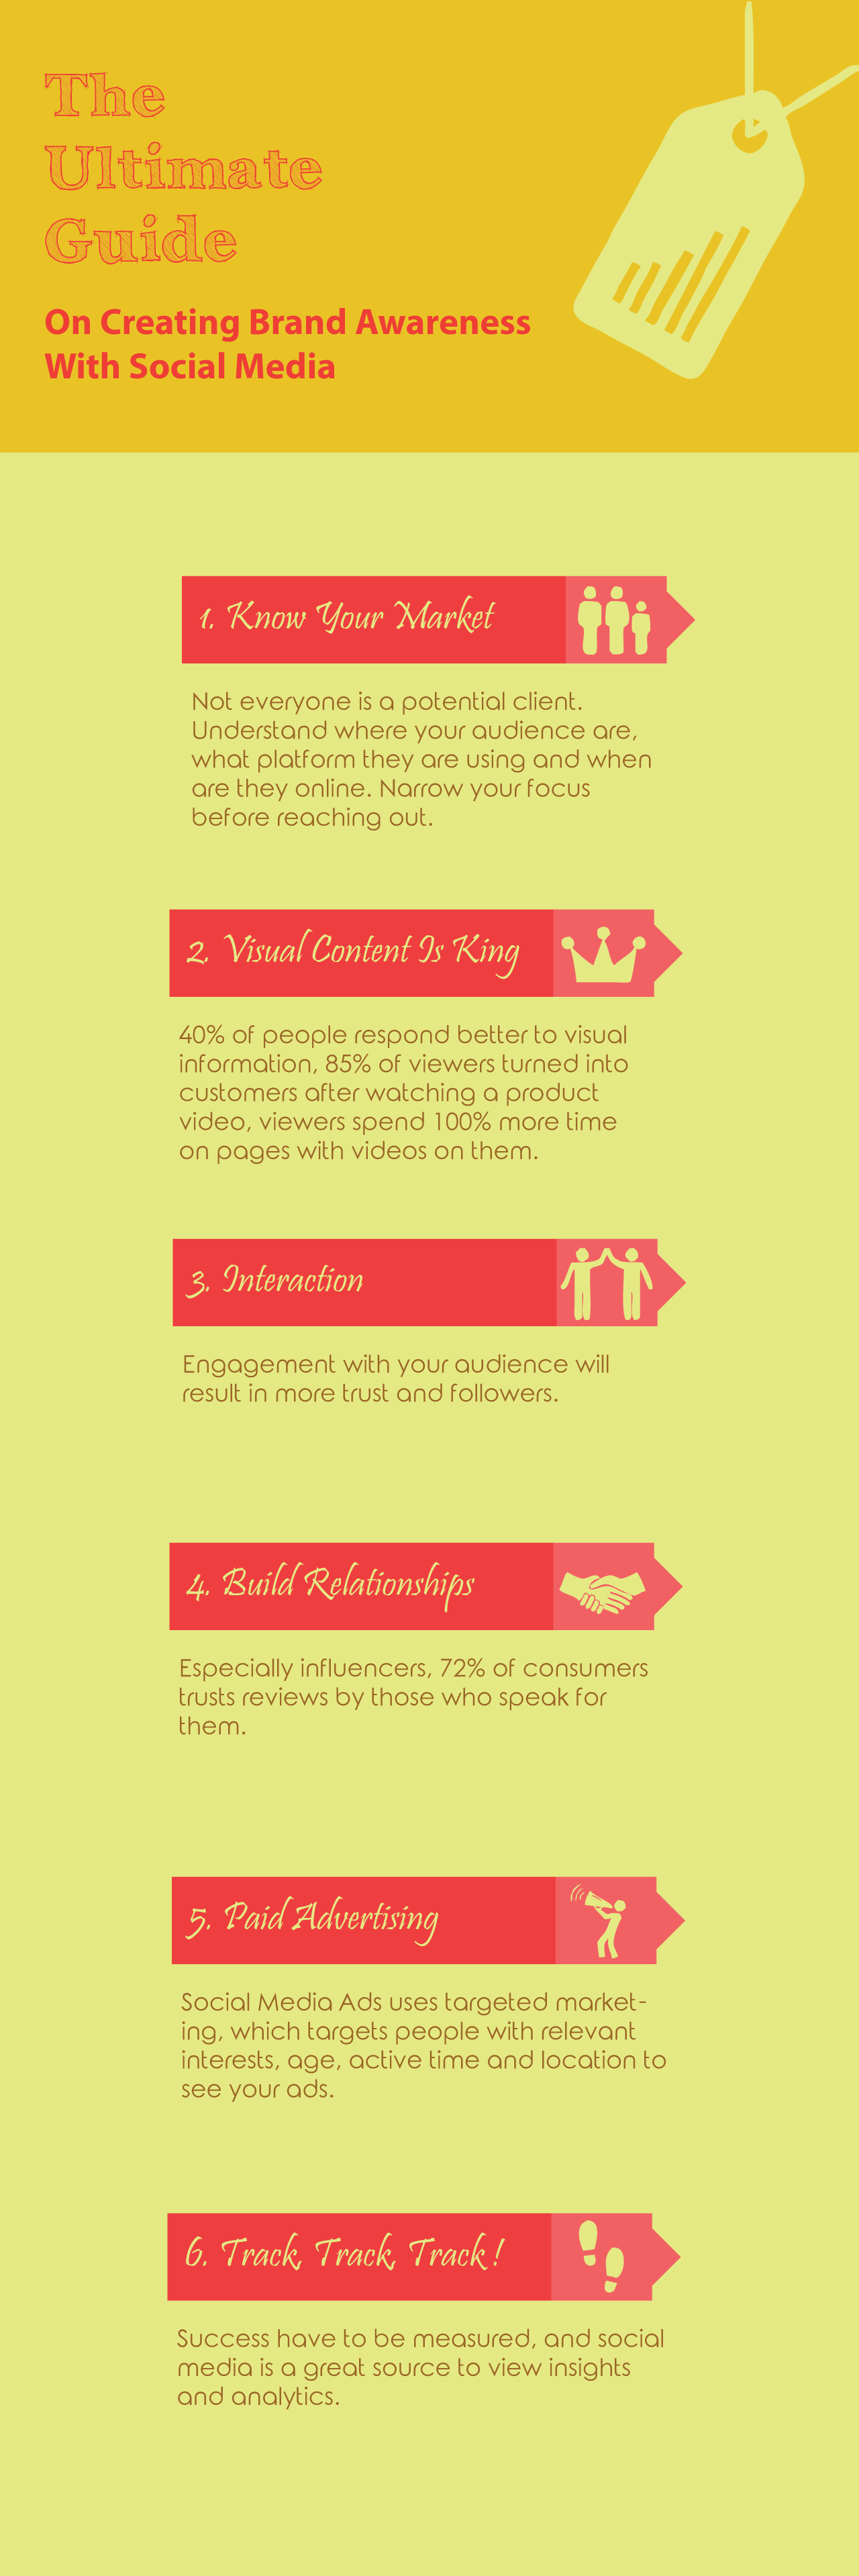 The
Ultimate
Guide
On Creating Brand Awareness
With Social Media
1. Know Your Market
Not everyone is a potential client.
Understand where your audience are,
what platform they are using and when
are they online. Narrow your focus
before reaching out.
2. Visual Content Is King
40% of people respond better to visual
information, 85% of viewers turned into
customers after watching a product
video, viewers spend 100% more time
on pages with videos on them.
3. Interaction
Engagement with your audience will
result in more trust and followers.
4. Build Relationships
Especially influencers, 72% of consumers
trusts reviews by those who speak for
them.
5. Paid Advertising
Social Media Ads uses targeted market-
ing, which targets people with relevant
interests, age, active time and location to
see your ads.
6. Track, Track, Track !
Success have to be measured, and social
media is a great source to view insights
and analytics.